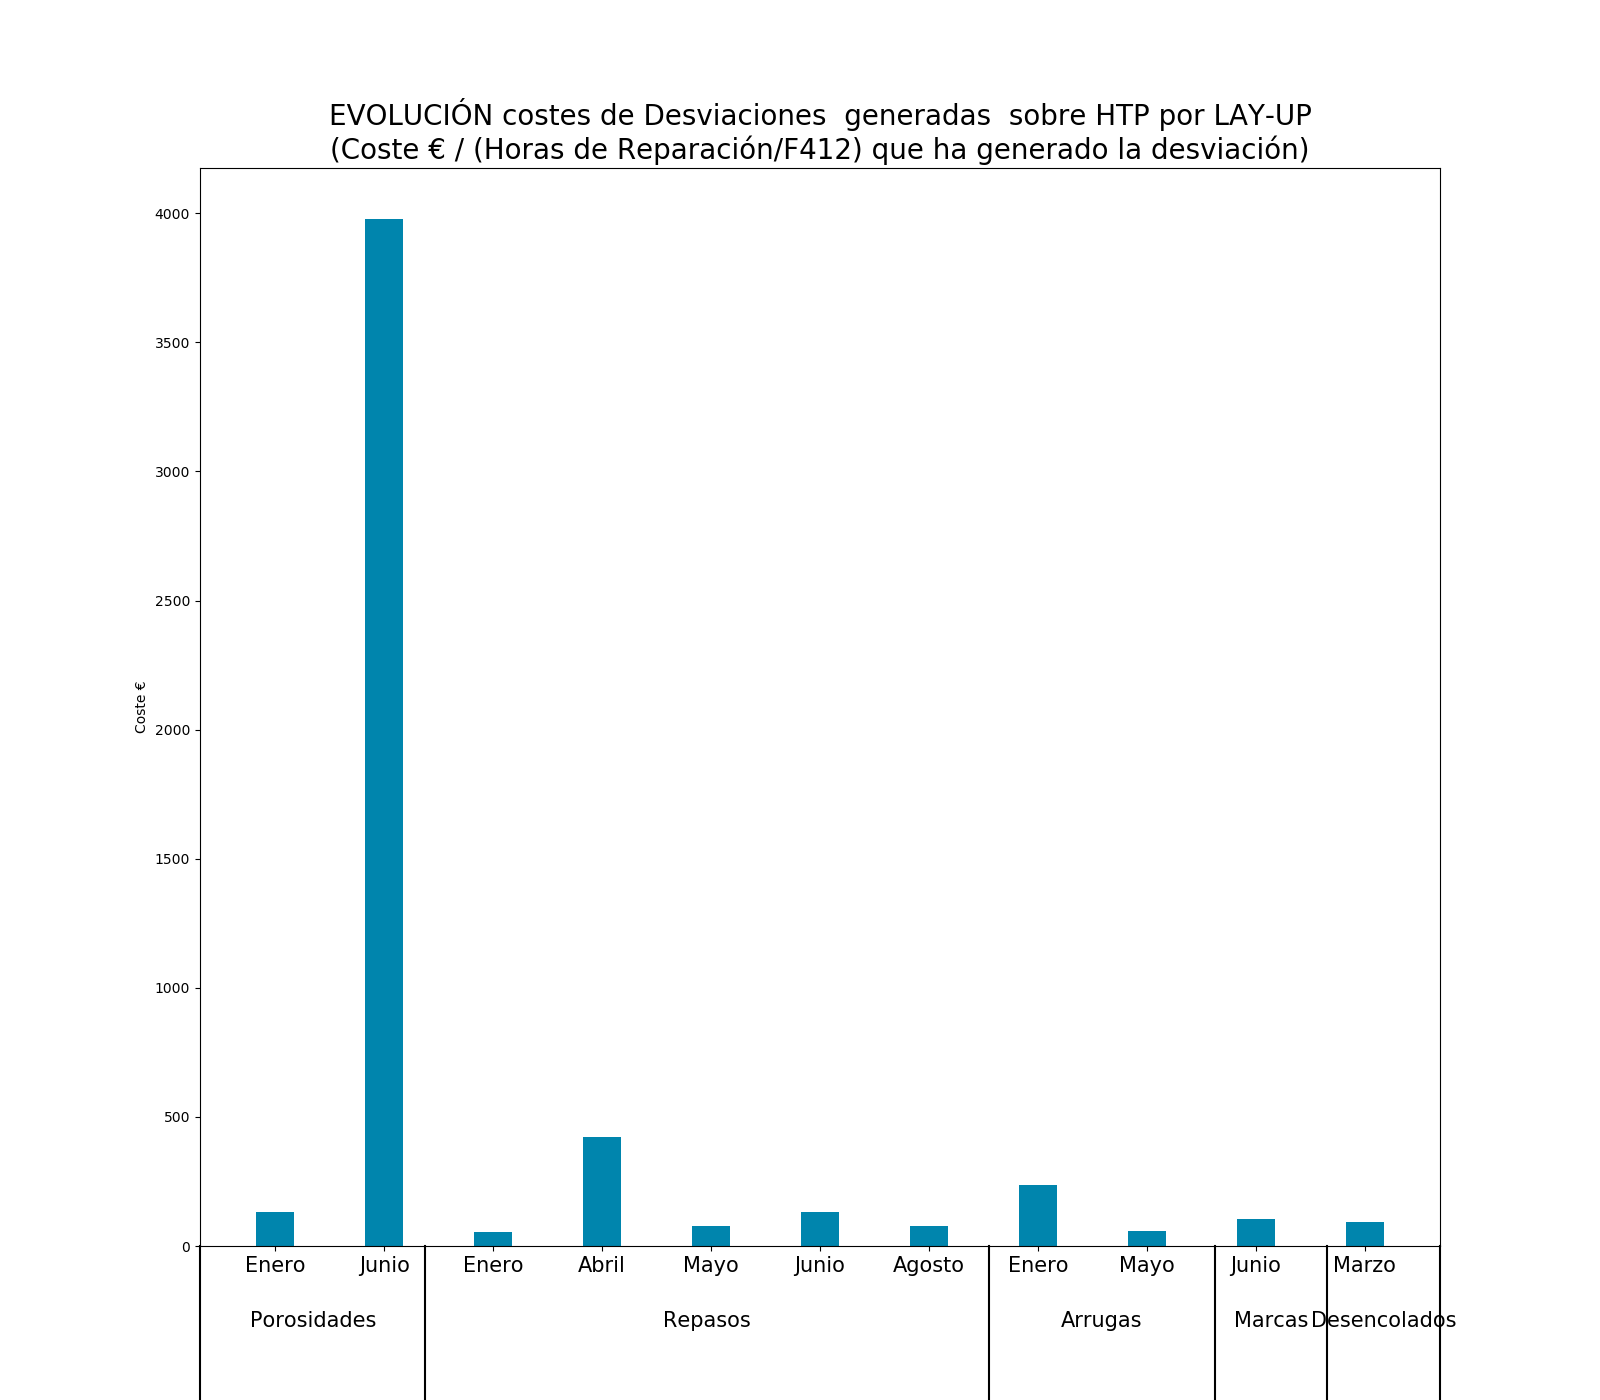 EVOLUCIÓN costes de Desviaciones  generadas  sobre HTP por LAY-UP
(Coste € / (Horas de Reparación/F412) que ha generado la desviación)
4000
3500
3000
2500
2000
1500
1000
500
0
Coste €
Enero Junio Enero Abril Mayo Junio Agosto Enero Mayo Junio Marzo
Porosidades Repasos Arrugas Marcas Desencolados